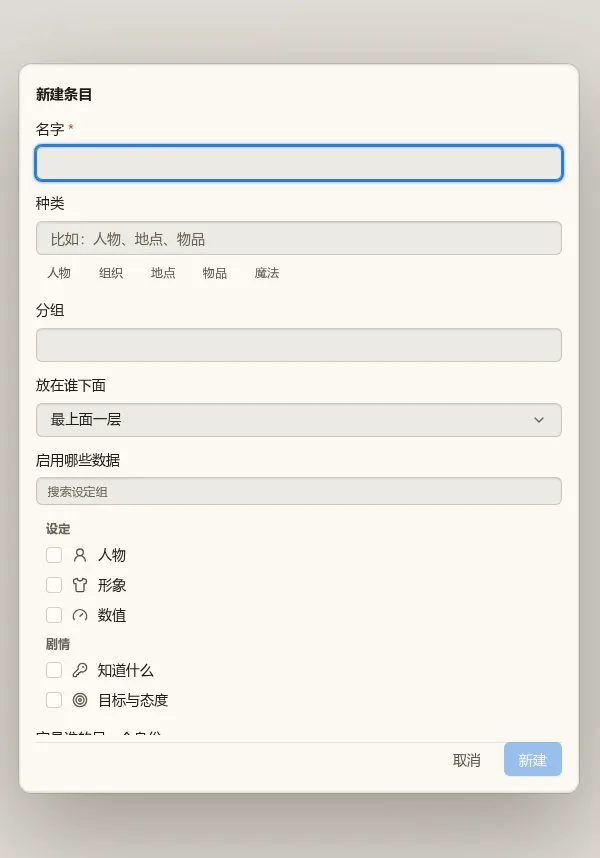 新建条目
名字 *
种类
比如：人物、地点、物品
人物 组织 地点 物品 魔法
分组
放在谁下面
最上面一层
启用哪些数据
搜索设定组
设定
人物
形象
数值
剧情
知道什么
目标与态度
取消 新建